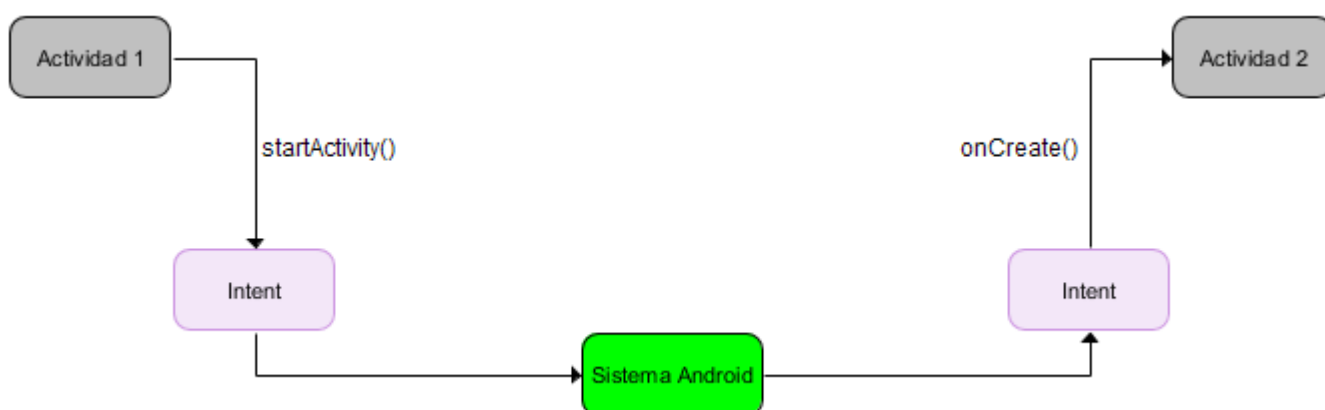 Actividad 1
Actividad 2
startActivity()
onCreate()
Intent
Intent
Sistema Android